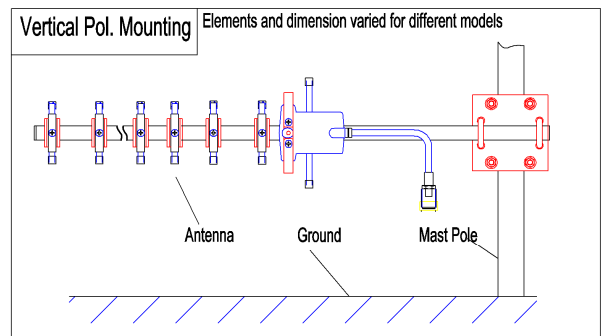 Vertical Pol. Mounting
Elements and dimension varied for different models
Antenna
Ground
Mast Pole